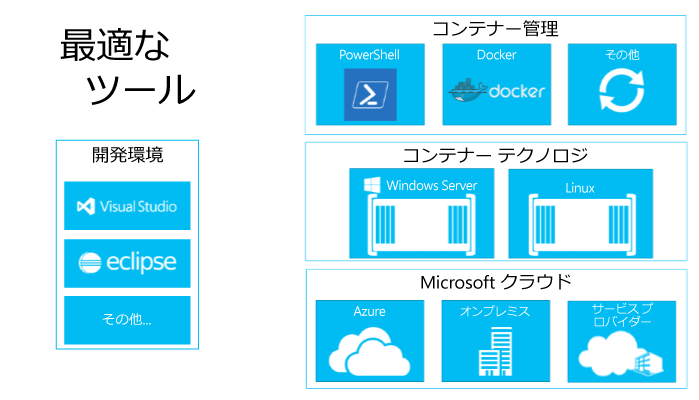 最適な
ツール
開発環境
Visual Studio
eclipse
その他...
コンテナー管理
PowerShell
Docker
その他
docker
コンテナー テクノロジ
Windows Server
Linux
Microsoft クラウド
Azure
オンプレミス
サービス プ
ロバイダー